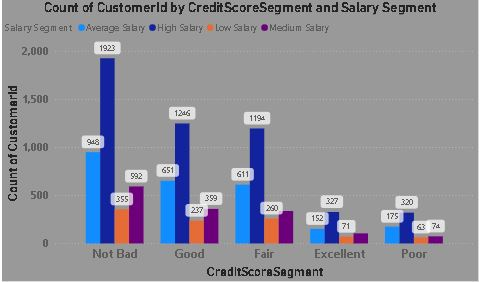 Count of CustomerId by CreditScoreSegment and Salary Segment
Salary Segment Average Salary High Salary Low Salary Medium Salary
2,000
1,500
1,000
500
0
Count of CustomerId
948
1923
355
592
651
1246
237
359
611
1194
260
152
327
71
175
320
63
74
Not Bad
Good
Fair
Excellent
Poor
CreditScoreSegment